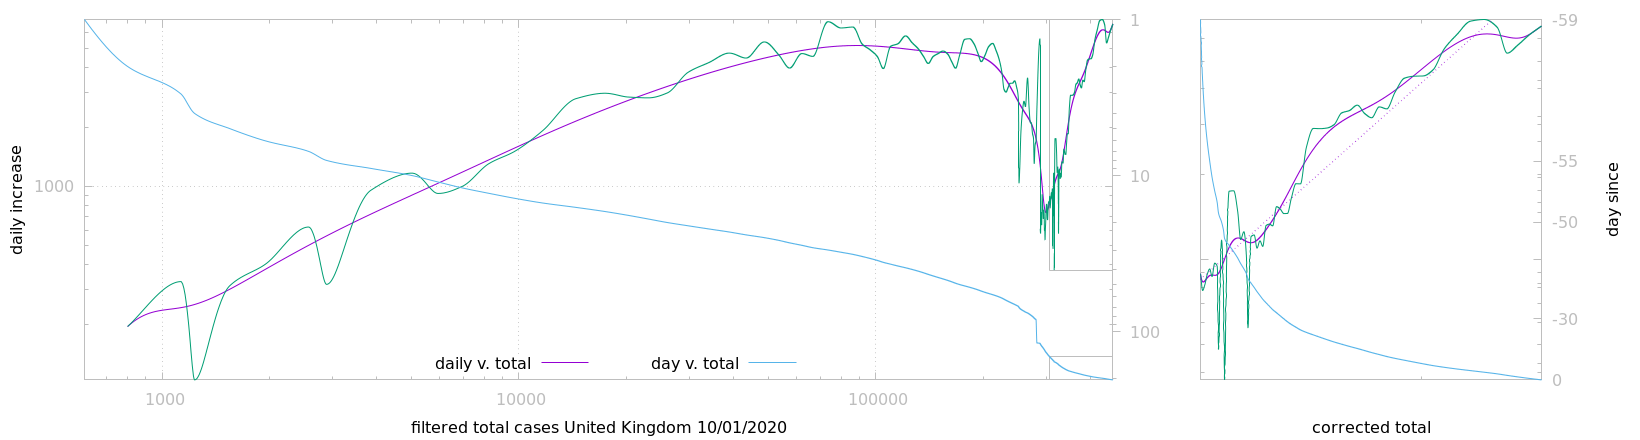 1
-59
daily increase
1000
10
100
-55
-50
-30
0
day since
daily v. total
day v. total
1000
10000
100000
filtered total cases United Kingdom 10/01/2020
corrected total